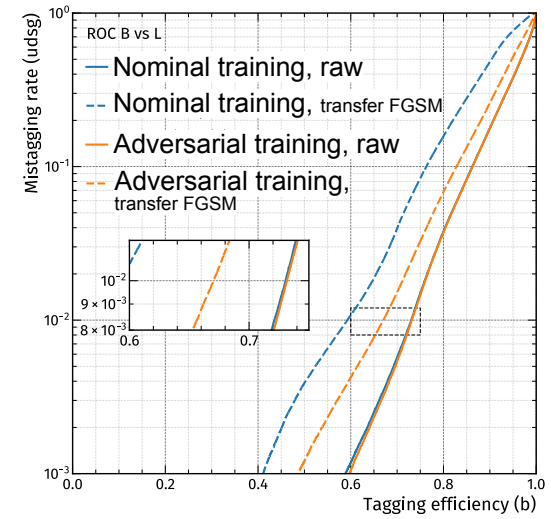 10⁰
ROC B vs L
Nominal training, raw
Nominal training, transfer FGSM
Adversarial training, raw
Adversarial training,
transfer FGSM
Mistagging rate (udsg)
10⁻¹
10⁻²
10⁻³
10⁻²
9 × 10⁻³
8 × 10⁻³
0.6 0.7
0.0 0.2 0.4 0.6 0.8 1.0
Tagging efficiency (b)